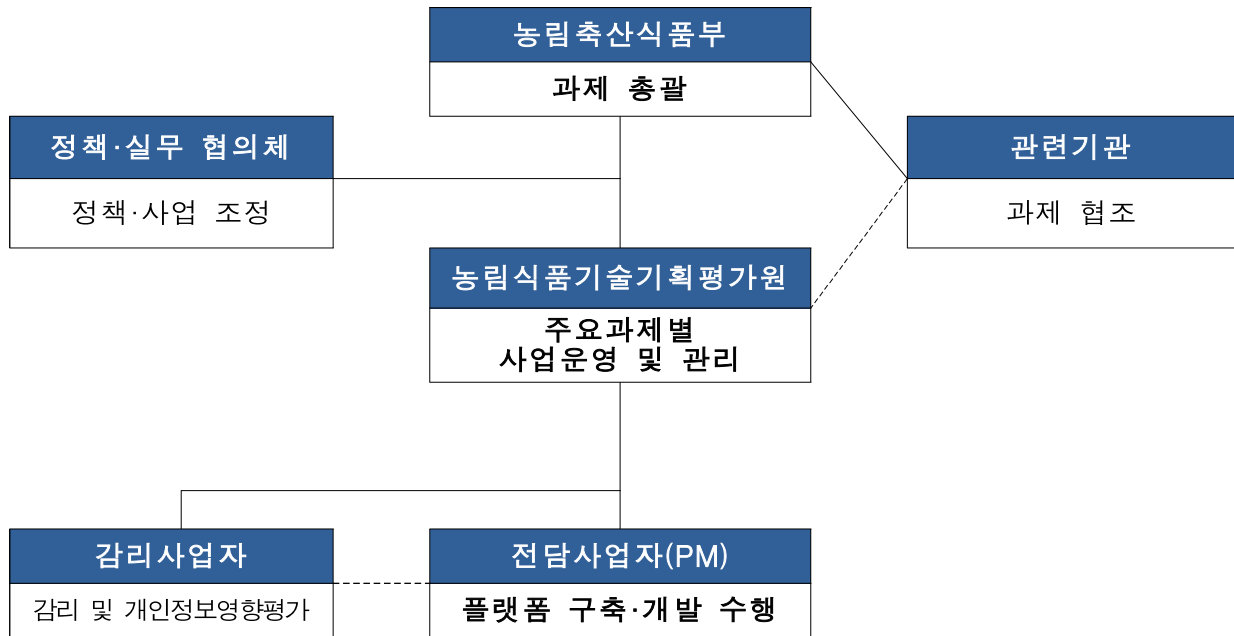 농림축산식품부
과제 총괄
정책·실무 협의체
정책·사업 조정
관련기관
과제 협조
농림식품기술기획평가원
주요과제별
사업운영 및 관리
감리사업자
감리 및 개인정보영향평가
전담사업자(PM)
플랫폼 구축·개발 수행